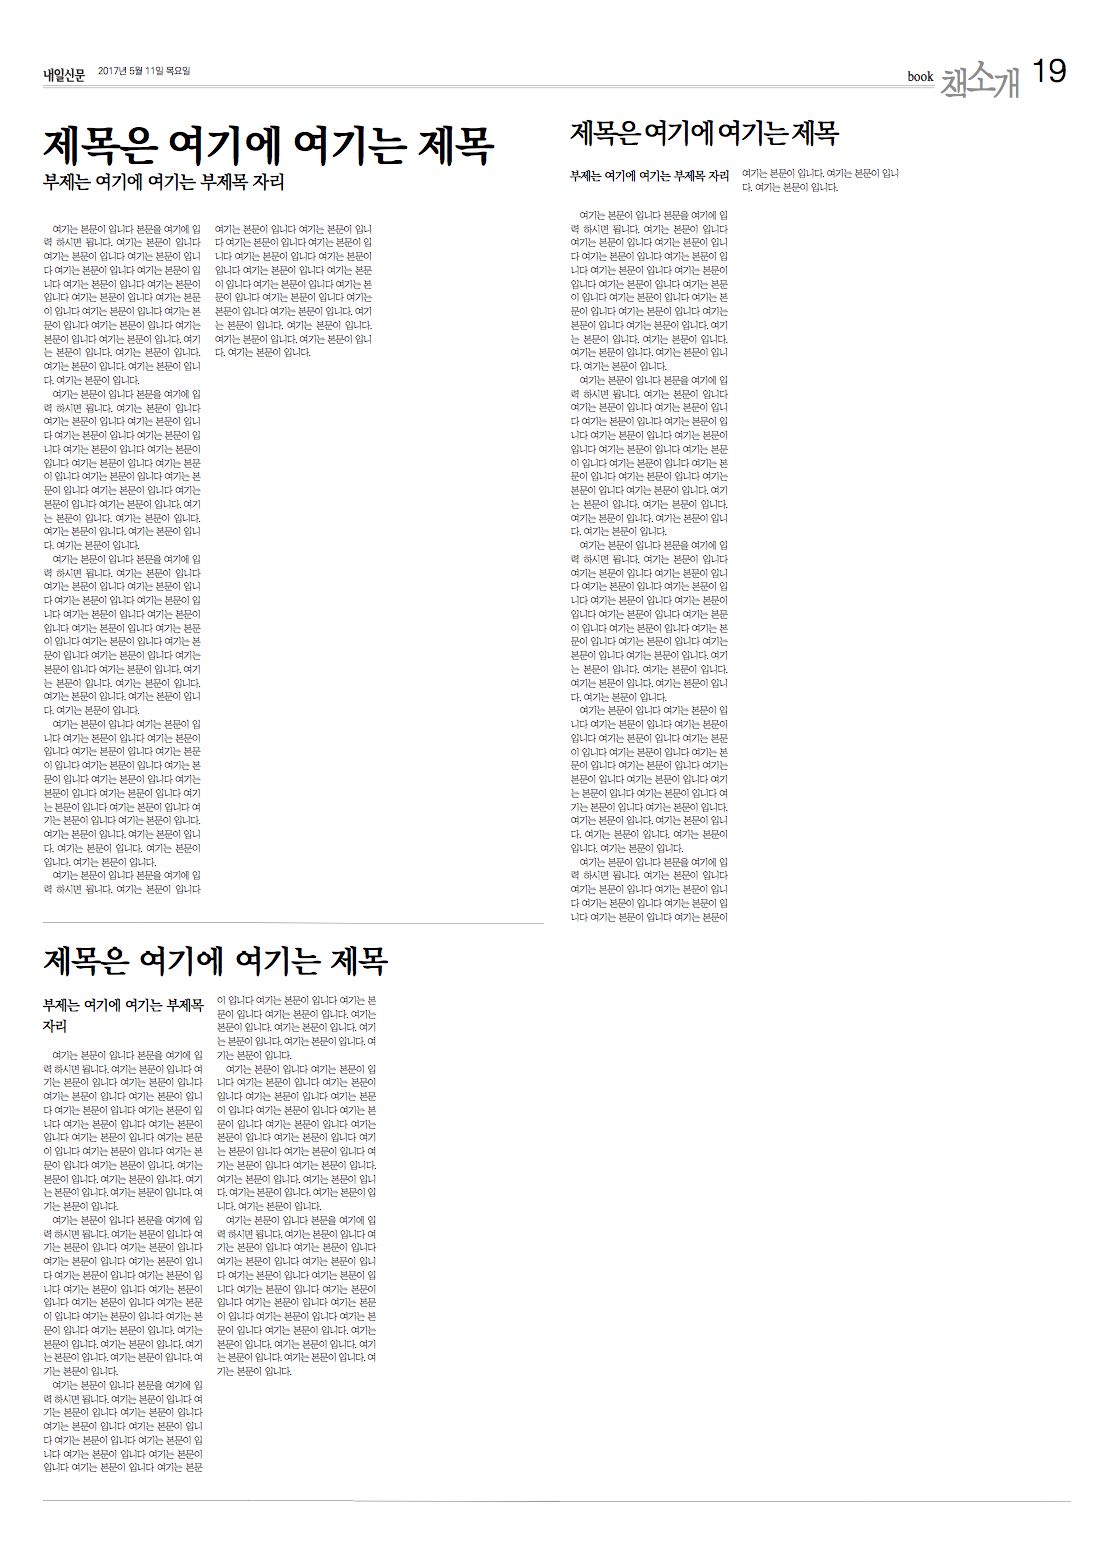 내일신문 2017년 5월 11일 목요일
book 책소개 19
제목은 여기에 여기는 제목
부제는 여기에 여기는 부제목 자리
여기는 본문이 입니다 본문을 여기에 입
력 하시면 됩니다. 여기는 본문이 입니다
여기는 본문이 입니다 여기는 본문이 입니
다 여기는 본문이 입니다 여기는 본문이 입
니다 여기는 본문이 입니다 여기는 본문이
입니다 여기는 본문이 입니다 여기는 본문
이 입니다 여기는 본문이 입니다 여기는 본
문이 입니다 여기는 본문이 입니다 여기는
본문이 입니다 여기는 본문이 입니다. 여기
는 본문이 입니다. 여기는 본문이 입니다.
여기는 본문이 입니다. 여기는 본문이 입니
다. 여기는 본문이 입니다.
여기는 본문이 입니다 본문을 여기에 입
력 하시면 됩니다. 여기는 본문이 입니다
여기는 본문이 입니다 여기는 본문이 입니
다 여기는 본문이 입니다 여기는 본문이 입
니다 여기는 본문이 입니다 여기는 본문이
입니다 여기는 본문이 입니다 여기는 본문
이 입니다 여기는 본문이 입니다 여기는 본
문이 입니다 여기는 본문이 입니다 여기는
본문이 입니다 여기는 본문이 입니다. 여기
는 본문이 입니다. 여기는 본문이 입니다.
여기는 본문이 입니다. 여기는 본문이 입니
다. 여기는 본문이 입니다.
여기는 본문이 입니다 본문을 여기에 입
력 하시면 됩니다. 여기는 본문이 입니다
여기는 본문이 입니다 여기는 본문이 입니
다 여기는 본문이 입니다 여기는 본문이 입
니다 여기는 본문이 입니다 여기는 본문이
입니다 여기는 본문이 입니다 여기는 본문
이 입니다 여기는 본문이 입니다 여기는 본
문이 입니다 여기는 본문이 입니다 여기는
본문이 입니다 여기는 본문이 입니다. 여기
는 본문이 입니다. 여기는 본문이 입니다.
여기는 본문이 입니다. 여기는 본문이 입니
다. 여기는 본문이 입니다.
여기는 본문이 입니다 여기는 본문이 입
니다 여기는 본문이 입니다 여기는 본문이
입니다 여기는 본문이 입니다 여기는 본문
이 입니다 여기는 본문이 입니다 여기는 본
문이 입니다 여기는 본문이 입니다 여기는
본문이 입니다 여기는 본문이 입니다 여기
는 본문이 입니다 여기는 본문이 입니다 여
기는 본문이 입니다 여기는 본문이 입니다.
여기는 본문이 입니다. 여기는 본문이 입니
다. 여기는 본문이 입니다. 여기는 본문이
입니다. 여기는 본문이 입니다.
여기는 본문이 입니다 본문을 여기에 입
력 하시면 됩니다. 여기는 본문이 입니다
여기는 본문이 입니다 여기는 본문이 입니
다 여기는 본문이 입니다 여기는 본문이 입
니다 여기는 본문이 입니다 여기는 본문이
입니다 여기는 본문이 입니다 여기는 본문
이 입니다 여기는 본문이 입니다 여기는 본
문이 입니다 여기는 본문이 입니다 여기는
본문이 입니다 여기는 본문이 입니다. 여기
는 본문이 입니다. 여기는 본문이 입니다.
여기는 본문이 입니다. 여기는 본문이 입니
다. 여기는 본문이 입니다.
제목은 여기에 여기는 제목
부제는 여기에 여기는 부제목
자리
여기는 본문이 입니다 본문을 여기에 입
력 하시면 됩니다. 여기는 본문이 입니다 여
기는 본문이 입니다 여기는 본문이 입니다
여기는 본문이 입니다 여기는 본문이 입니
다 여기는 본문이 입니다 여기는 본문이 입
니다 여기는 본문이 입니다 여기는 본문이
입니다 여기는 본문이 입니다 여기는 본문
이 입니다 여기는 본문이 입니다 여기는 본
문이 입니다 여기는 본문이 입니다. 여기는
본문이 입니다. 여기는 본문이 입니다. 여기
는 본문이 입니다. 여기는 본문이 입니다. 여
기는 본문이 입니다.
여기는 본문이 입니다 본문을 여기에 입
력 하시면 됩니다. 여기는 본문이 입니다 여
기는 본문이 입니다 여기는 본문이 입니다
여기는 본문이 입니다 여기는 본문이 입니
다 여기는 본문이 입니다 여기는 본문이 입
니다 여기는 본문이 입니다 여기는 본문이
입니다 여기는 본문이 입니다 여기는 본문
이 입니다 여기는 본문이 입니다 여기는 본
문이 입니다 여기는 본문이 입니다. 여기는
본문이 입니다. 여기는 본문이 입니다. 여기
는 본문이 입니다. 여기는 본문이 입니다. 여
기는 본문이 입니다.
여기는 본문이 입니다 본문을 여기에 입
력 하시면 됩니다. 여기는 본문이 입니다 여
기는 본문이 입니다 여기는 본문이 입니다
여기는 본문이 입니다 여기는 본문이 입니
다 여기는 본문이 입니다 여기는 본문이 입
니다 여기는 본문이 입니다 여기는 본문이
입니다 여기는 본문이 입니다 여기는 본문
이 입니다 여기는 본문이 입니다 여기는 본
문이 입니다 여기는 본문이 입니다. 여기는
본문이 입니다. 여기는 본문이 입니다. 여기
는 본문이 입니다. 여기는 본문이 입니다. 여
기는 본문이 입니다.
여기는 본문이 입니다 여기는 본문이 입
니다 여기는 본문이 입니다 여기는 본문이
입니다 여기는 본문이 입니다 여기는 본문
이 입니다 여기는 본문이 입니다 여기는 본
문이 입니다 여기는 본문이 입니다 여기는
본문이 입니다 여기는 본문이 입니다 여기
는 본문이 입니다 여기는 본문이 입니다 여
기는 본문이 입니다 여기는 본문이 입니다.
여기는 본문이 입니다. 여기는 본문이 입니
다. 여기는 본문이 입니다. 여기는 본문이 입
니다. 여기는 본문이 입니다.
여기는 본문이 입니다 본문을 여기에 입
력 하시면 됩니다. 여기는 본문이 입니다 여
기는 본문이 입니다 여기는 본문이 입니다
여기는 본문이 입니다 여기는 본문이 입니
다 여기는 본문이 입니다 여기는 본문이 입
니다 여기는 본문이 입니다 여기는 본문이
입니다 여기는 본문이 입니다 여기는 본문
이 입니다 여기는 본문이 입니다 여기는 본
문이 입니다 여기는 본문이 입니다. 여기는
본문이 입니다. 여기는 본문이 입니다. 여기
는 본문이 입니다. 여기는 본문이 입니다. 여
기는 본문이 입니다.
제목은 여기에 여기는 제목
부제는 여기에 여기는 부제목 자리
여기는 본문이 입니다 본문을 여기에 입
력 하시면 됩니다. 여기는 본문이 입니다
여기는 본문이 입니다 여기는 본문이 입니
다 여기는 본문이 입니다 여기는 본문이 입
니다 여기는 본문이 입니다 여기는 본문이
입니다 여기는 본문이 입니다 여기는 본문
이 입니다 여기는 본문이 입니다 여기는 본
문이 입니다 여기는 본문이 입니다 여기는
본문이 입니다 여기는 본문이 입니다. 여기
는 본문이 입니다. 여기는 본문이 입니다.
여기는 본문이 입니다. 여기는 본문이 입니
다. 여기는 본문이 입니다.
여기는 본문이 입니다 본문을 여기에 입
력 하시면 됩니다. 여기는 본문이 입니다
여기는 본문이 입니다 여기는 본문이 입니
다 여기는 본문이 입니다 여기는 본문이 입
니다 여기는 본문이 입니다 여기는 본문이
입니다 여기는 본문이 입니다 여기는 본문
이 입니다 여기는 본문이 입니다 여기는 본
문이 입니다 여기는 본문이 입니다 여기는
본문이 입니다 여기는 본문이 입니다. 여기
는 본문이 입니다. 여기는 본문이 입니다.
여기는 본문이 입니다. 여기는 본문이 입니
다. 여기는 본문이 입니다.
여기는 본문이 입니다 본문을 여기에 입
력 하시면 됩니다. 여기는 본문이 입니다
여기는 본문이 입니다 여기는 본문이 입니
다 여기는 본문이 입니다 여기는 본문이 입
니다 여기는 본문이 입니다 여기는 본문이
입니다 여기는 본문이 입니다 여기는 본문
이 입니다 여기는 본문이 입니다 여기는 본
문이 입니다 여기는 본문이 입니다 여기는
본문이 입니다 여기는 본문이 입니다. 여기
는 본문이 입니다. 여기는 본문이 입니다.
여기는 본문이 입니다. 여기는 본문이 입니
다. 여기는 본문이 입니다.
여기는 본문이 입니다 여기는 본문이 입
니다 여기는 본문이 입니다 여기는 본문이
입니다 여기는 본문이 입니다 여기는 본문
이 입니다 여기는 본문이 입니다 여기는 본
문이 입니다 여기는 본문이 입니다 여기는
본문이 입니다 여기는 본문이 입니다 여기
는 본문이 입니다 여기는 본문이 입니다 여
기는 본문이 입니다 여기는 본문이 입니다.
여기는 본문이 입니다. 여기는 본문이 입니
다. 여기는 본문이 입니다. 여기는 본문이
입니다. 여기는 본문이 입니다.
여기는 본문이 입니다 본문을 여기에 입
력 하시면 됩니다. 여기는 본문이 입니다
여기는 본문이 입니다 여기는 본문이 입니
다 여기는 본문이 입니다 여기는 본문이 입
니다 여기는 본문이 입니다 여기는 본문이
여기는 본문이 입니다. 여기는 본문이 입니
다. 여기는 본문이 입니다.